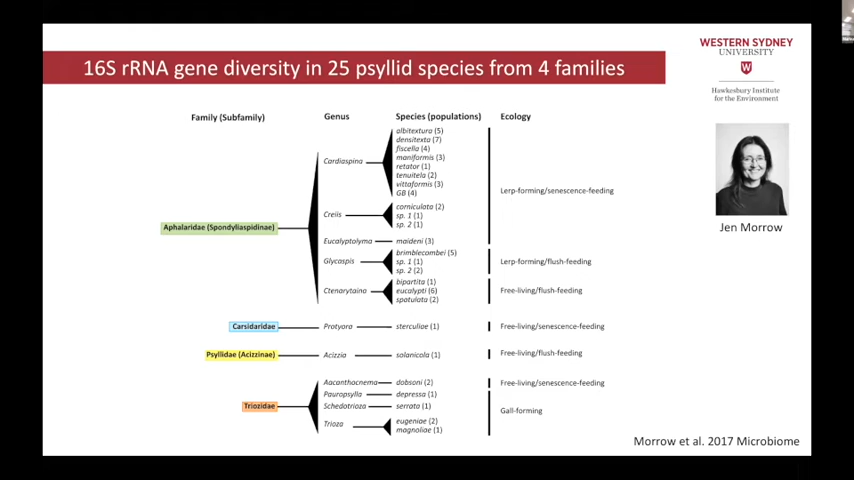 16S rRNA gene diversity in 25 psyllid species from 4 families
WESTERN SYDNEY
UNIVERSITY
W
Hawkesbury Institute
for the Environment
Jen Morrow
Family (Subfamily) Genus Species (populations) Ecology
albitextura (5)
densitexta (7)
fiscella (4)
Cardiaspina maniformis (3)
retator (1)
tenuitela (2)
vittaformis (3)
GB (4)
Lerp-forming/senescence-feeding
corniculata (2)
Creiis sp. 1 (1)
sp. 2 (1)
Aphalaridae (Spondyliaspidinae)
Eucalyptolyma maideni (3)
brimblecombei (5)
Glycaspis sp. 1 (1) Lerp-forming/flush-feeding
sp. 2 (2)
bipartita (1)
Ctenarytaina eucalypti (6) Free-living/flush-feeding
spatulata (2)
Carsidaridae Protyora sterculiae (1) Free-living/senescence-feeding
Psyllidae (Acizzinae) Acizzia solanicola (1) Free-living/flush-feeding
Aacanthocnema dobsoni (2) Free-living/senescence-feeding
Pauropsylla depressa (1)
Triozidae Schedotrioza serrata (1) Gall-forming
Trioza eugeniae (2)
magnoliae (1)
Morrow et al. 2017 Microbiome